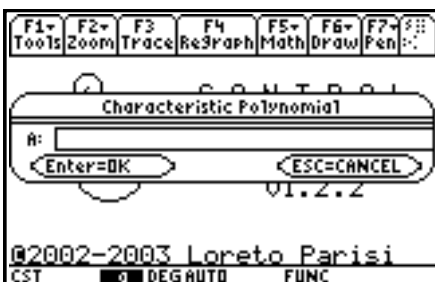 F1 F2 F3 F4 F5 F6 F7
Tools Zoom Trace ReGraph Math Draw Pen
C O N T R O L
Characteristic Polynomial
A:
Enter=OK ESC=CANCEL
V1.2.2
@2002-2003 Loreto Parisi
CST DEG AUTO FUNC